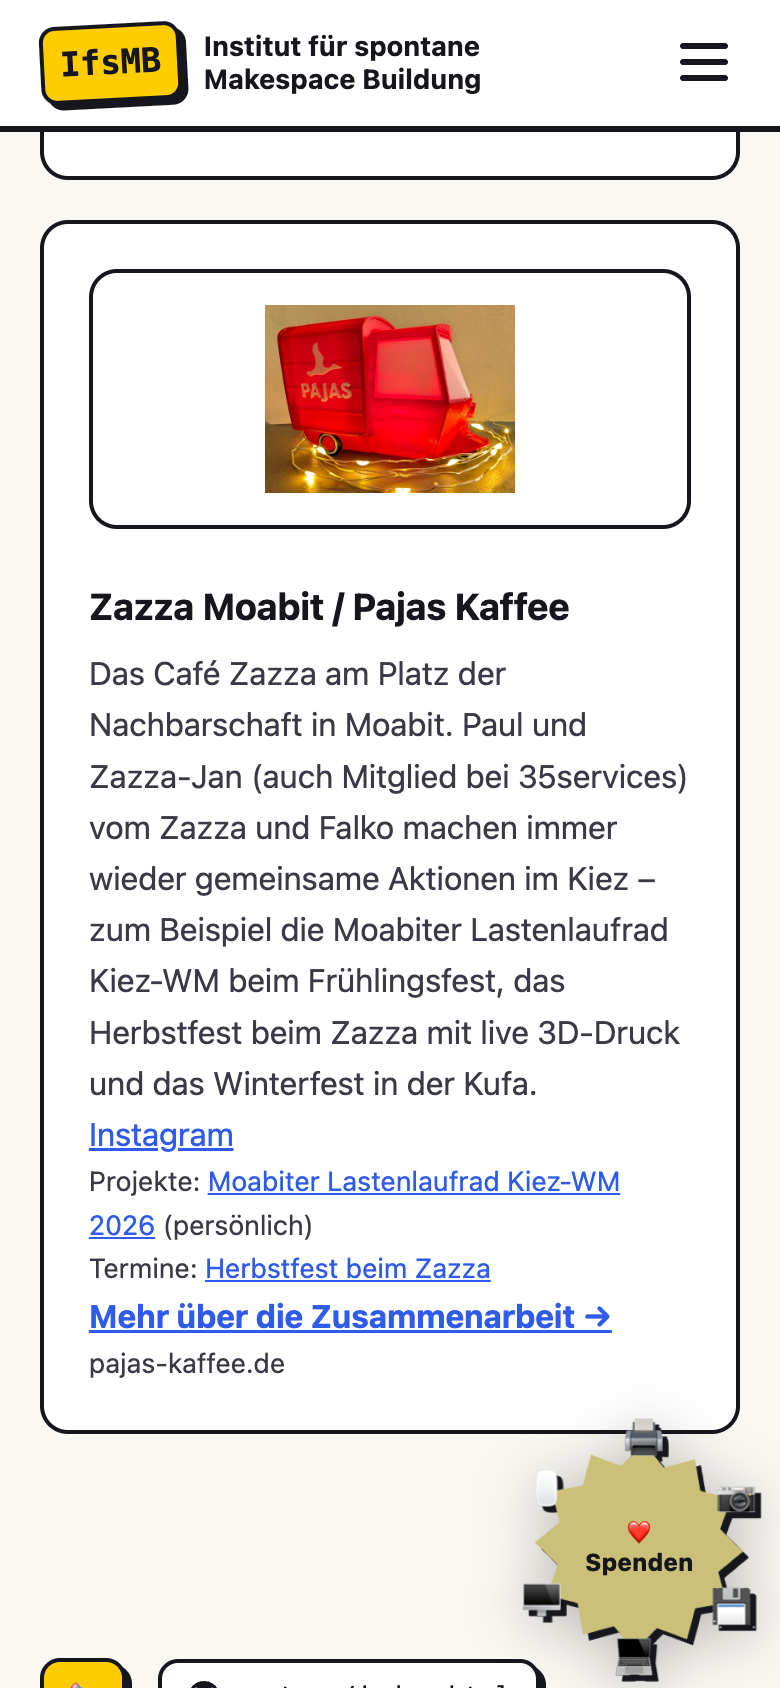 IfsMB
Institut für spontane
Makespace Buildung
PAJAS
Zazza Moabit / Pajas Kaffee
Das Café Zazza am Platz der
Nachbarschaft in Moabit. Paul und
Zazza-Jan (auch Mitglied bei 35services)
vom Zazza und Falko machen immer
wieder gemeinsame Aktionen im Kiez –
zum Beispiel die Moabiter Lastenlaufrad
Kiez-WM beim Frühlingsfest, das
Herbstfest beim Zazza mit live 3D-Druck
und das Winterfest in der Kufa.
Instagram
Projekte: Moabiter Lastenlaufrad Kiez-WM
2026 (persönlich)
Termine: Herbstfest beim Zazza
Mehr über die Zusammenarbeit →
pajas-kaffee.de
Spenden